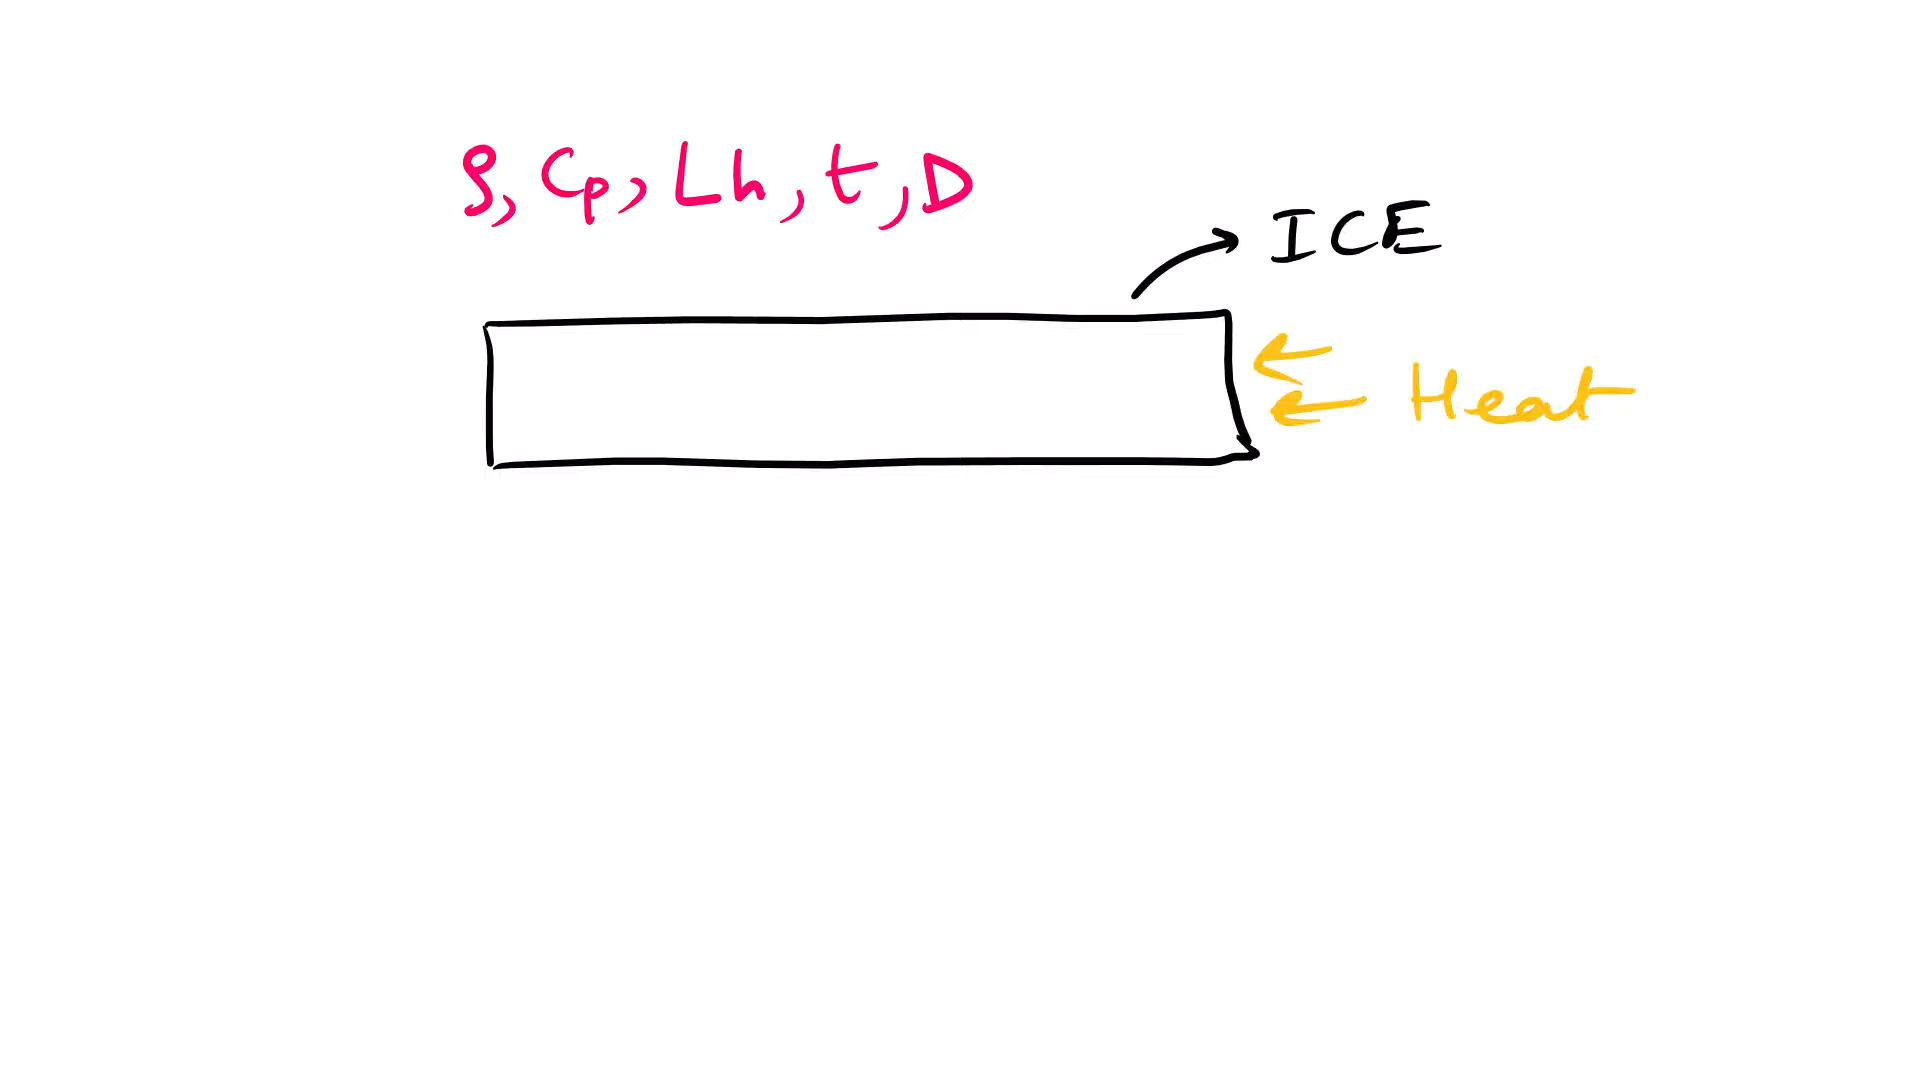 ρ, Cp, Lh, t, D
ICE
Heat